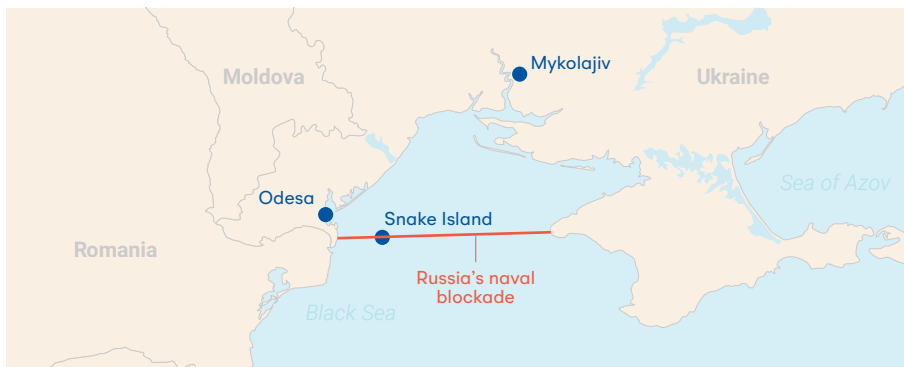 Mykolajiv
Moldova
Ukraine
Sea of Azov
Odesa
Snake Island
Romania
Russia's naval
blockade
Black Sea